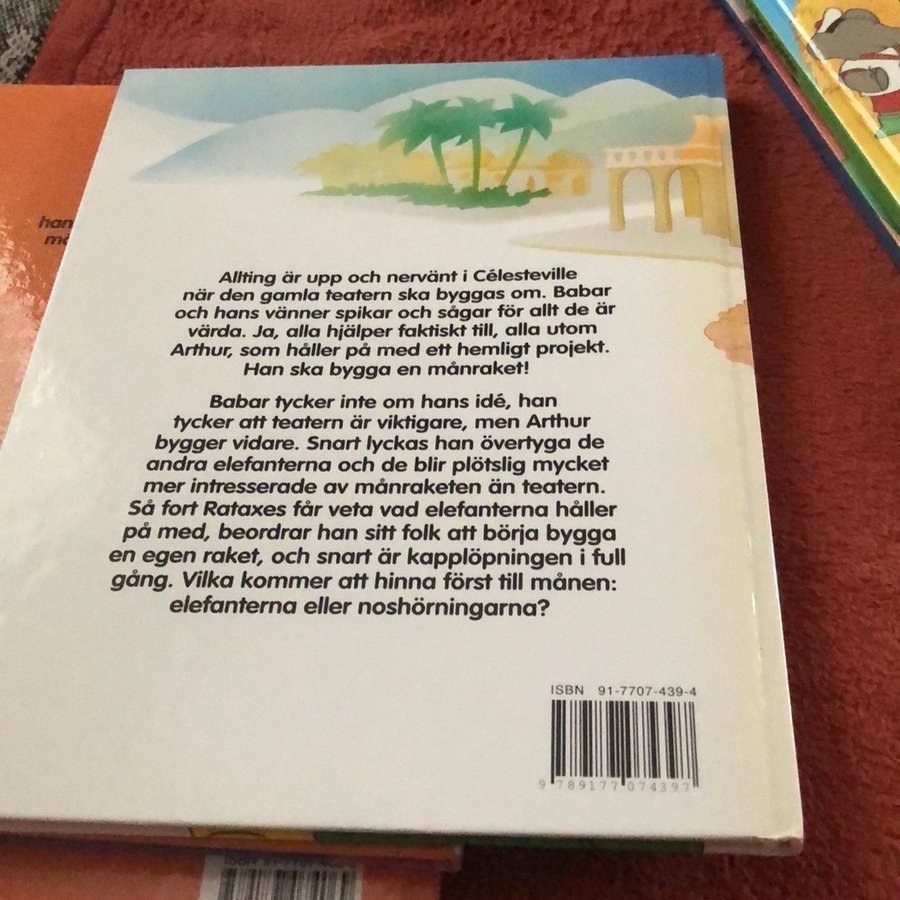 han
Allting är upp och nervänt i Célesteville
när den gamla teatern ska byggas om. Babar
och hans vänner spikar och sågar för allt de är
värda. Ja, alla hjälper faktiskt till, alla utom
Arthur, som håller på med ett hemligt projekt.
Han ska bygga en månraket!
Babar tycker inte om hans idé, han
tycker att teatern är viktigare, men Arthur
bygger vidare. Snart lyckas han övertyga de
andra elefanterna och de blir plötslig mycket
mer intresserade av månraketen än teatern.
Så fort Rataxes får veta vad elefanterna håller
på med, beordrar han sitt folk att börja bygga
en egen raket, och snart är kapplöpningen i full
gång. Vilka kommer att hinna först till månen:
elefanterna eller noshörningarna?
ISBN 91-7707-439-4
9 789177 074397